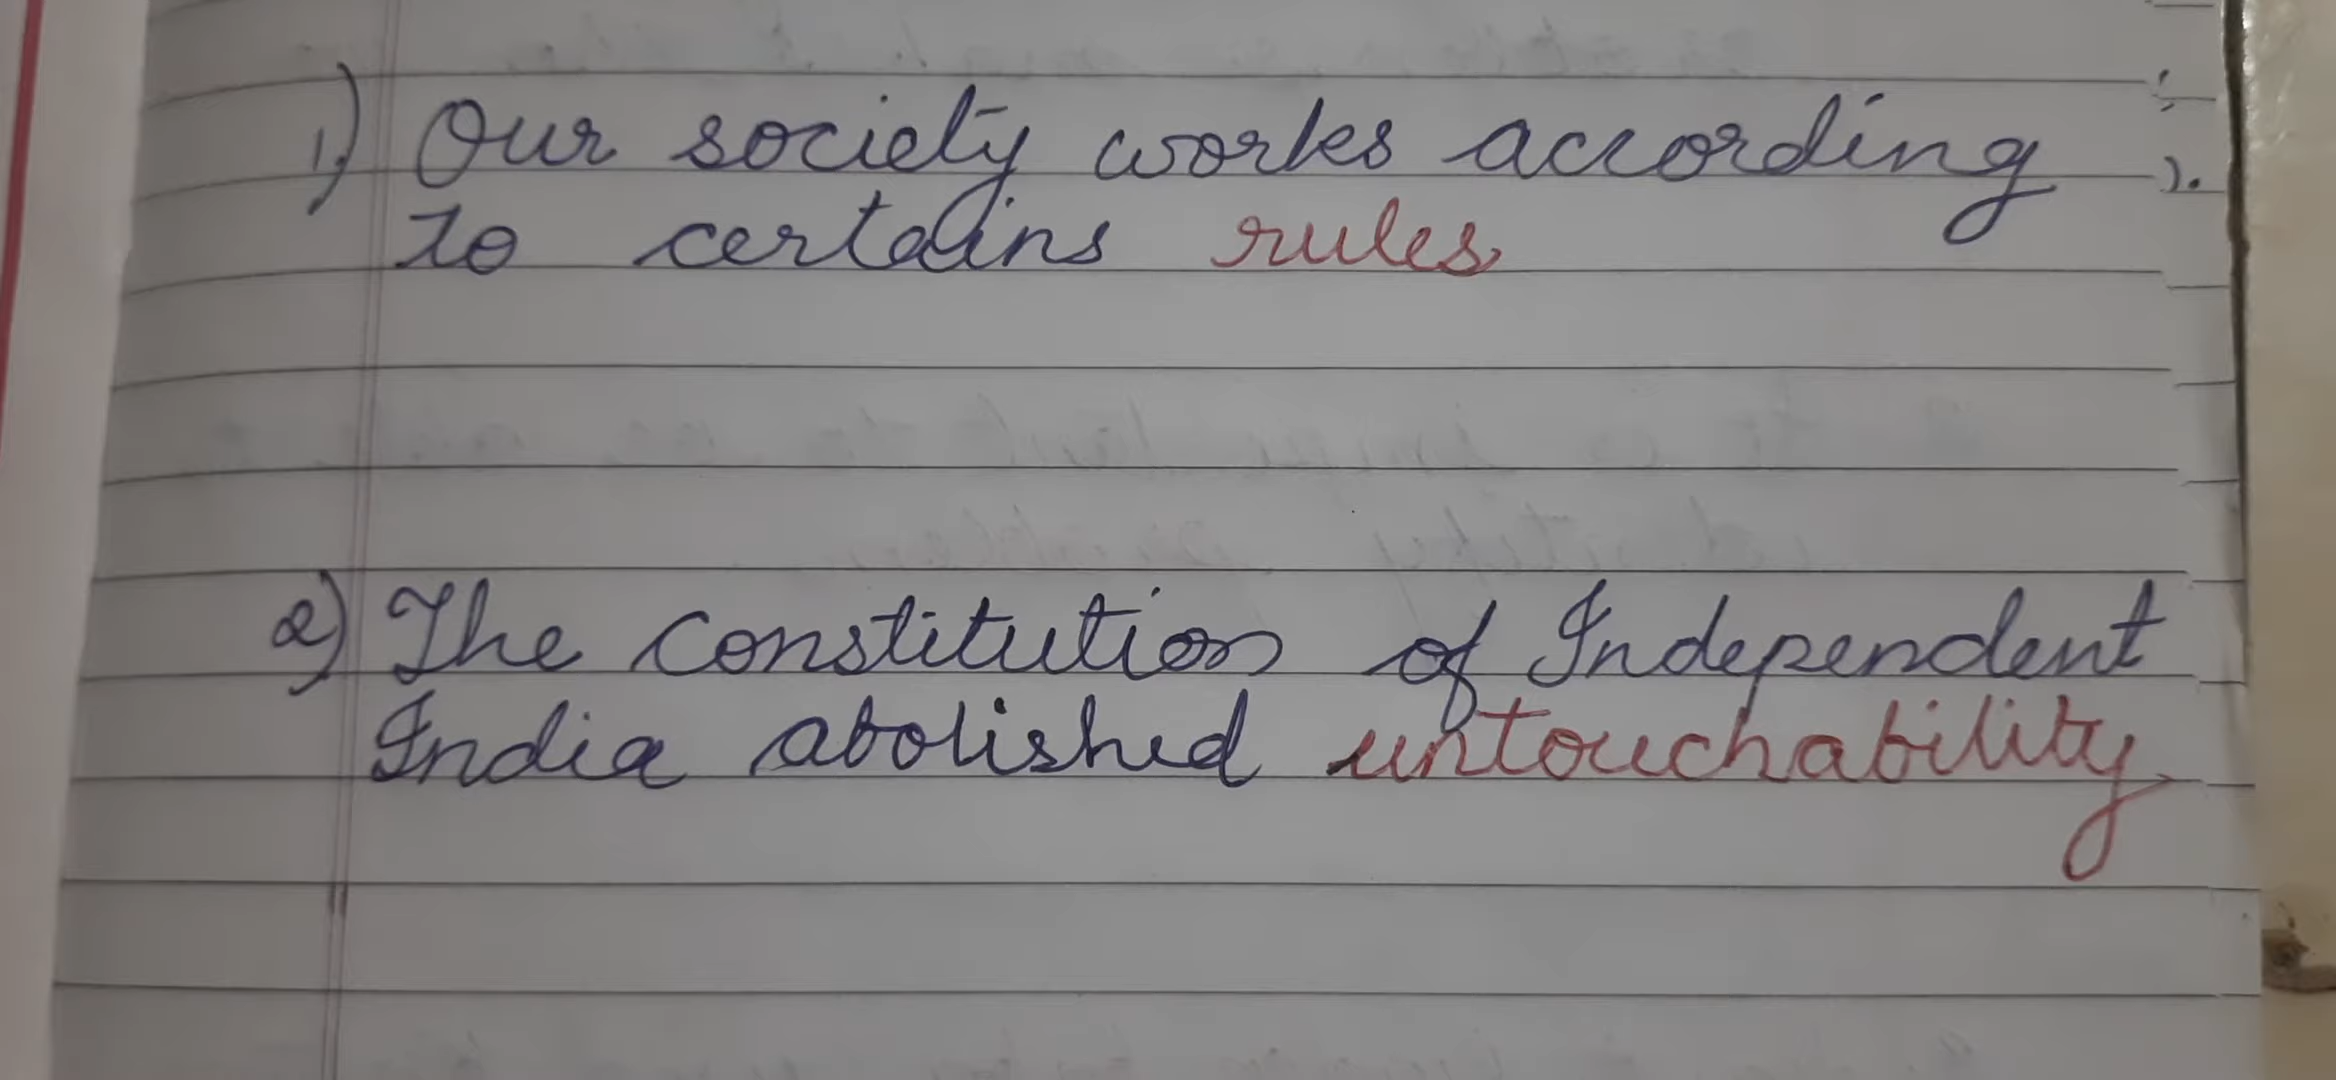 1.) Our society works according
to certains rules
2) The constitution of Independent
India abolished untouchability